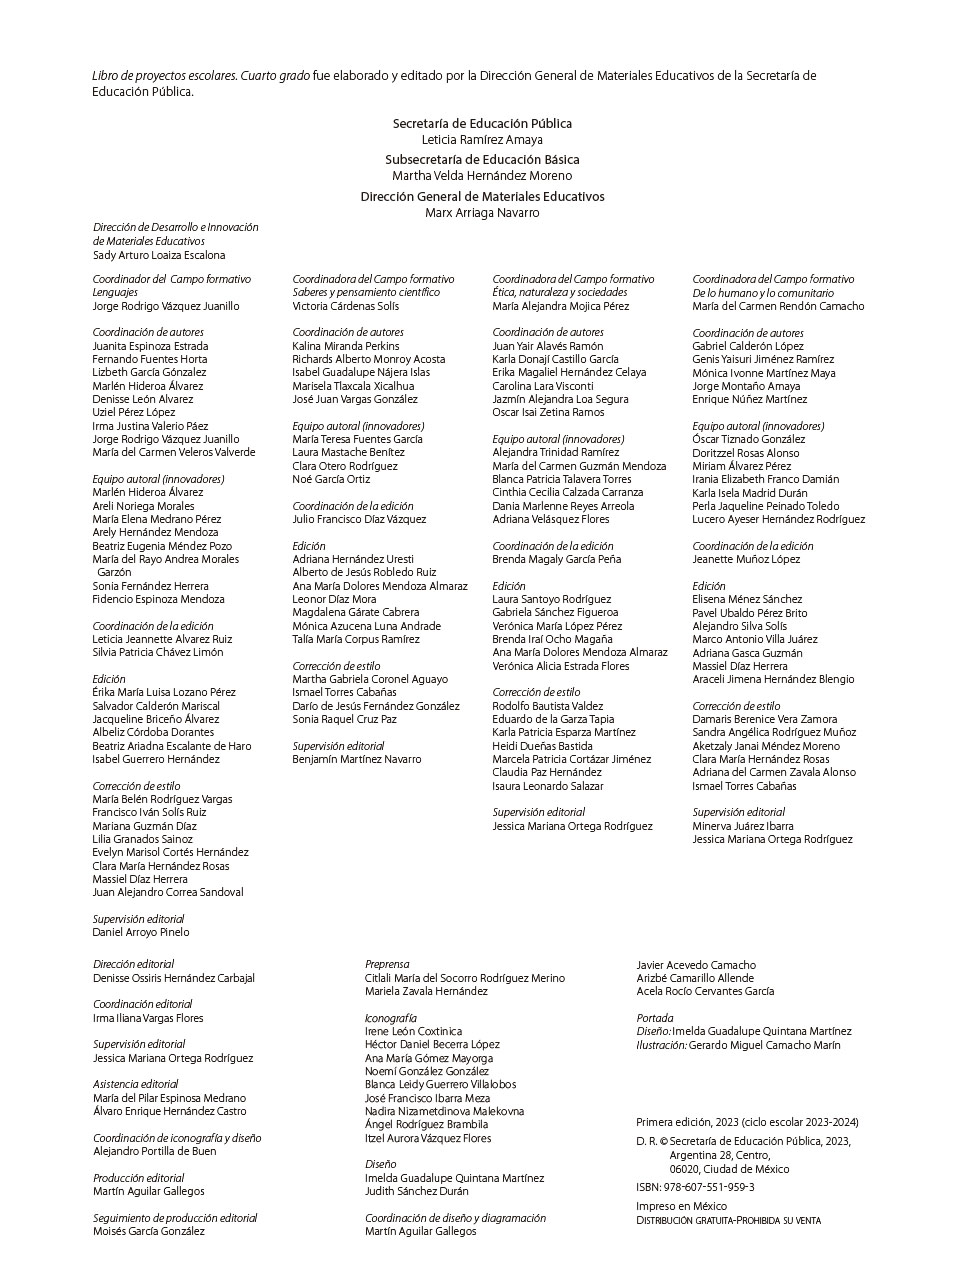 Libro de proyectos escolares. Cuarto grado fue elaborado y editado por la Dirección General de Materiales Educativos de la Secretaría de
Educación Pública.
Secretaría de Educación Pública
Leticia Ramírez Amaya
Subsecretaría de Educación Básica
Martha Velda Hernández Moreno
Dirección General de Materiales Educativos
Marx Arriaga Navarro
Dirección de Desarrollo e Innovación
de Materiales Educativos
Sady Arturo Loaiza Escalona
Coordinador del Campo formativo
Lenguajes
Jorge Rodrigo Vázquez Juanillo
Coordinación de autores
Juanita Espinoza Estrada
Fernando Fuentes Horta
Lizbeth García Gónzalez
Marlén Hideroa Álvarez
Denisse León Alvarez
Uziel Pérez López
Irma Justina Valerio Páez
Jorge Rodrigo Vázquez Juanillo
María del Carmen Veleros Valverde
Equipo autoral (innovadores)
Marlén Hideroa Álvarez
Areli Noriega Morales
María Elena Medrano Pérez
Arely Hernández Mendoza
Beatriz Eugenia Méndez Pozo
María del Rayo Andrea Morales
Garzón
Sonia Fernández Herrera
Fidencio Espinoza Mendoza
Coordinación de la edición
Leticia Jeannette Alvarez Ruiz
Silvia Patricia Chávez Limón
Edición
Érika María Luisa Lozano Pérez
Salvador Calderón Mariscal
Jacqueline Briceño Álvarez
Albeliz Córdoba Dorantes
Beatriz Ariadna Escalante de Haro
Isabel Guerrero Hernández
Corrección de estilo
María Belén Rodríguez Vargas
Francisco Iván Solís Ruiz
Mariana Guzmán Díaz
Lilia Granados Sainoz
Evelyn Marisol Cortés Hernández
Clara María Hernández Rosas
Massiel Díaz Herrera
Juan Alejandro Correa Sandoval
Supervisión editorial
Daniel Arroyo Pinelo
Coordinadora del Campo formativo
Saberes y pensamiento científico
Victoria Cárdenas Solís
Coordinación de autores
Kalina Miranda Perkins
Richards Alberto Monroy Acosta
Isabel Guadalupe Nájera Islas
Marisela Tlaxcala Xicalhua
José Juan Vargas González
Equipo autoral (innovadores)
María Teresa Fuentes García
Laura Mastache Benítez
Clara Otero Rodríguez
Noé García Ortiz
Coordinación de la edición
Julio Francisco Díaz Vázquez
Edición
Adriana Hernández Uresti
Alberto de Jesús Robledo Ruiz
Ana María Dolores Mendoza Almaraz
Leonor Díaz Mora
Magdalena Gárate Cabrera
Mónica Azucena Luna Andrade
Talía María Corpus Ramírez
Corrección de estilo
Martha Gabriela Coronel Aguayo
Ismael Torres Cabañas
Darío de Jesús Fernández González
Sonia Raquel Cruz Paz
Supervisión editorial
Benjamín Martínez Navarro
Coordinadora del Campo formativo
Ética, naturaleza y sociedades
María Alejandra Mojica Pérez
Coordinación de autores
Juan Yair Alavés Ramón
Karla Donají Castillo García
Erika Magaliel Hernández Celaya
Carolina Lara Visconti
Jazmín Alejandra Loa Segura
Oscar Isai Zetina Ramos
Equipo autoral (innovadores)
Alejandra Trinidad Ramírez
María del Carmen Guzmán Mendoza
Blanca Patricia Talavera Torres
Cinthia Cecilia Calzada Carranza
Dania Marlenne Reyes Arreola
Adriana Velásquez Flores
Coordinación de la edición
Brenda Magaly García Peña
Edición
Laura Santoyo Rodríguez
Gabriela Sánchez Figueroa
Verónica María López Pérez
Brenda Iraí Ocho Magaña
Ana María Dolores Mendoza Almaraz
Verónica Alicia Estrada Flores
Corrección de estilo
Rodolfo Bautista Valdez
Eduardo de la Garza Tapia
Karla Patricia Esparza Martínez
Heidi Dueñas Bastida
Marcela Patricia Cortázar Jiménez
Claudia Paz Hernández
Isaura Leonardo Salazar
Supervisión editorial
Jessica Mariana Ortega Rodríguez
Coordinadora del Campo formativo
De lo humano y lo comunitario
María del Carmen Rendón Camacho
Coordinación de autores
Gabriel Calderón López
Genis Yaisuri Jiménez Ramírez
Mónica Ivonne Martínez Maya
Jorge Montaño Amaya
Enrique Núñez Martínez
Equipo autoral (innovadores)
Óscar Tiznado González
Doritzzel Rosas Alonso
Miriam Álvarez Pérez
Irania Elizabeth Franco Damián
Karla Isela Madrid Durán
Perla Jaqueline Peinado Toledo
Lucero Ayeser Hernández Rodríguez
Coordinación de la edición
Jeanette Muñoz López
Edición
Elisena Ménez Sánchez
Pavel Ubaldo Pérez Brito
Alejandro Silva Solís
Marco Antonio Villa Juárez
Adriana Gasca Guzmán
Massiel Díaz Herrera
Araceli Jimena Hernández Blengio
Corrección de estilo
Damaris Berenice Vera Zamora
Sandra Angélica Rodríguez Muñoz
Aketzaly Janai Méndez Moreno
Clara María Hernández Rosas
Adriana del Carmen Zavala Alonso
Ismael Torres Cabañas
Supervisión editorial
Minerva Juárez Ibarra
Jessica Mariana Ortega Rodríguez
Dirección editorial
Denisse Ossiris Hernández Carbajal
Coordinación editorial
Irma Iliana Vargas Flores
Supervisión editorial
Jessica Mariana Ortega Rodríguez
Asistencia editorial
María del Pilar Espinosa Medrano
Álvaro Enrique Hernández Castro
Coordinación de iconografía y diseño
Alejandro Portilla de Buen
Producción editorial
Martín Aguilar Gallegos
Seguimiento de producción editorial
Moisés García González
Preprensa
Citlali María del Socorro Rodríguez Merino
Mariela Zavala Hernández
Iconografía
Irene León Coxtinica
Héctor Daniel Becerra López
Ana María Gómez Mayorga
Noemí González González
Blanca Leidy Guerrero Villalobos
José Francisco Ibarra Meza
Nadira Nizametdinova Malekovna
Ángel Rodríguez Brambila
Itzel Aurora Vázquez Flores
Diseño
Imelda Guadalupe Quintana Martínez
Judith Sánchez Durán
Coordinación de diseño y diagramación
Martín Aguilar Gallegos
Javier Acevedo Camacho
Arizbé Camarillo Allende
Acela Rocío Cervantes García
Portada
Diseño: Imelda Guadalupe Quintana Martínez
Ilustración: Gerardo Miguel Camacho Marín
Primera edición, 2023 (ciclo escolar 2023-2024)
D. R. © Secretaría de Educación Pública, 2023,
Argentina 28, Centro,
06020, Ciudad de México
ISBN: 978-607-551-959-3
Impreso en México
DISTRIBUCIÓN GRATUITA-PROHIBIDA SU VENTA